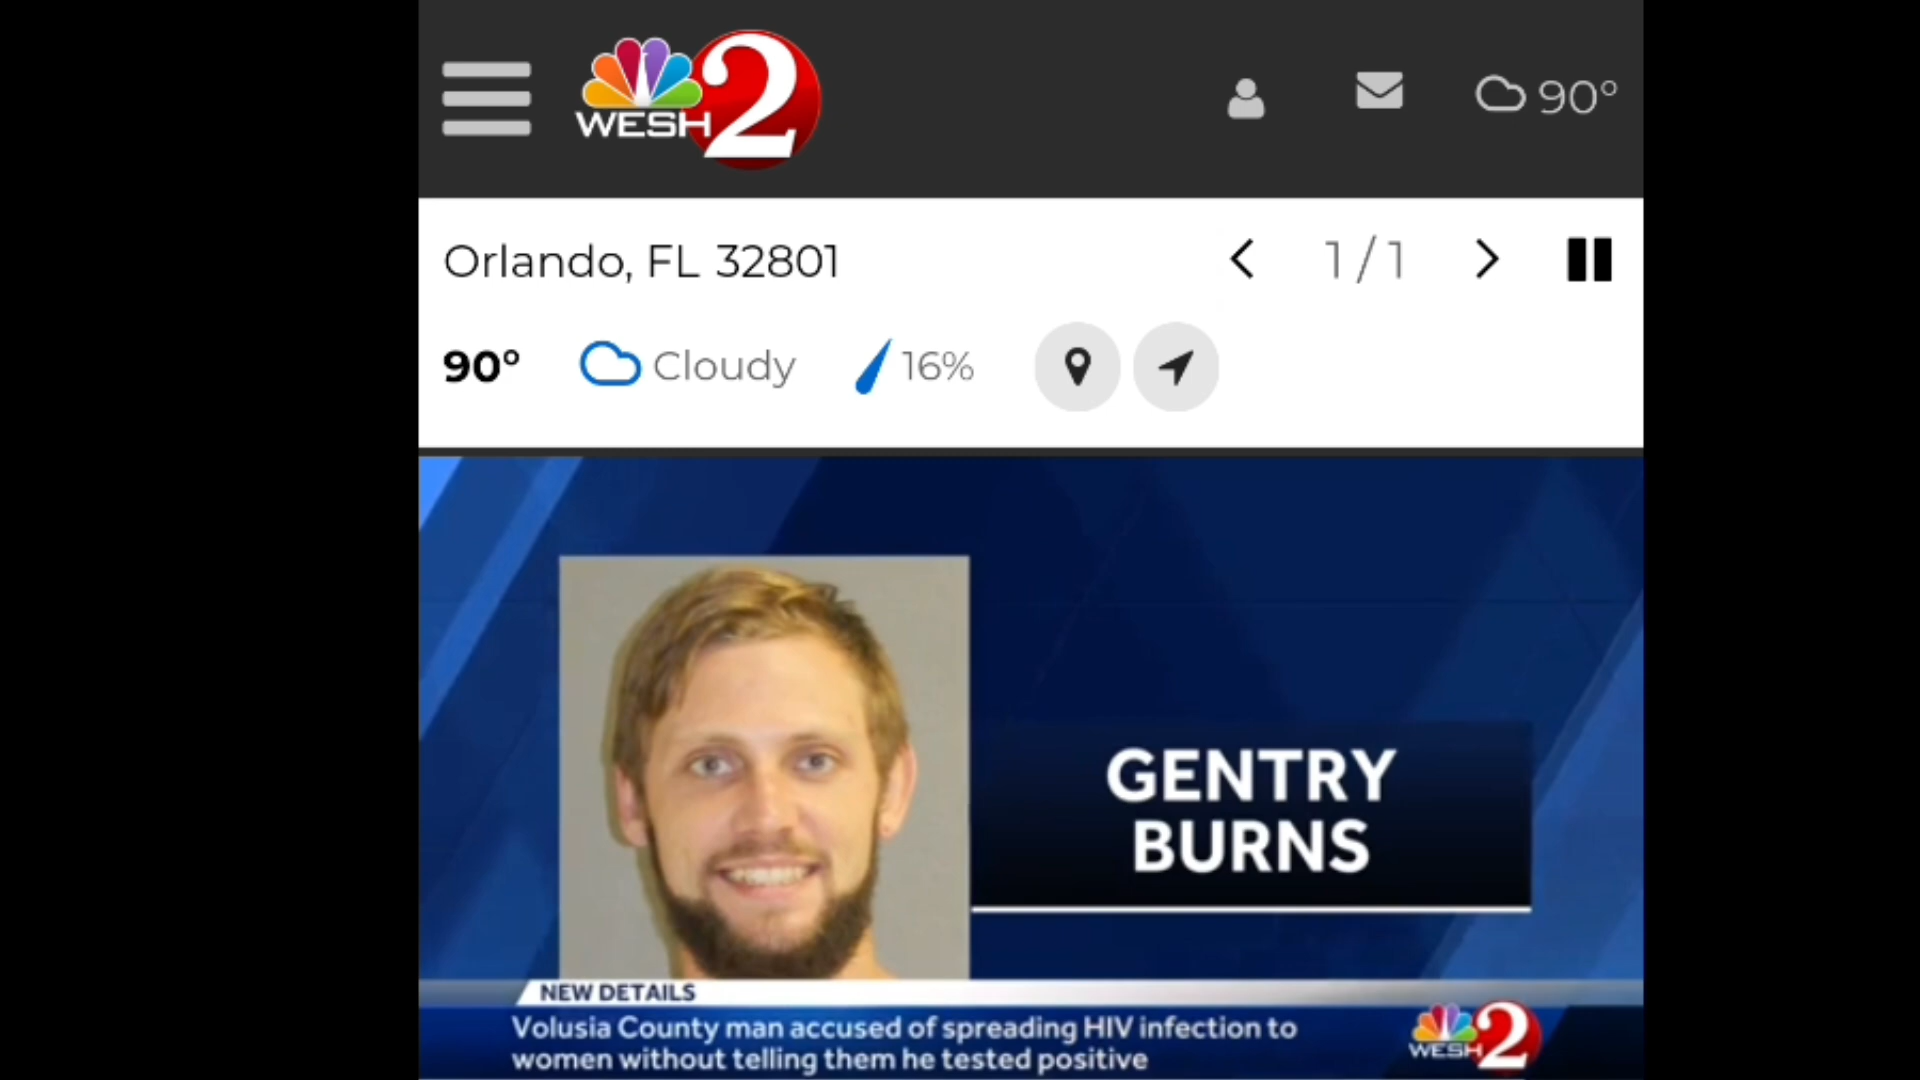 WESH 2
90°
Orlando, FL 32801
1 / 1
90° Cloudy 16%
GENTRY
BURNS
NEW DETAILS
Volusia County man accused of spreading HIV infection to
women without telling them he tested positive
WESH 2